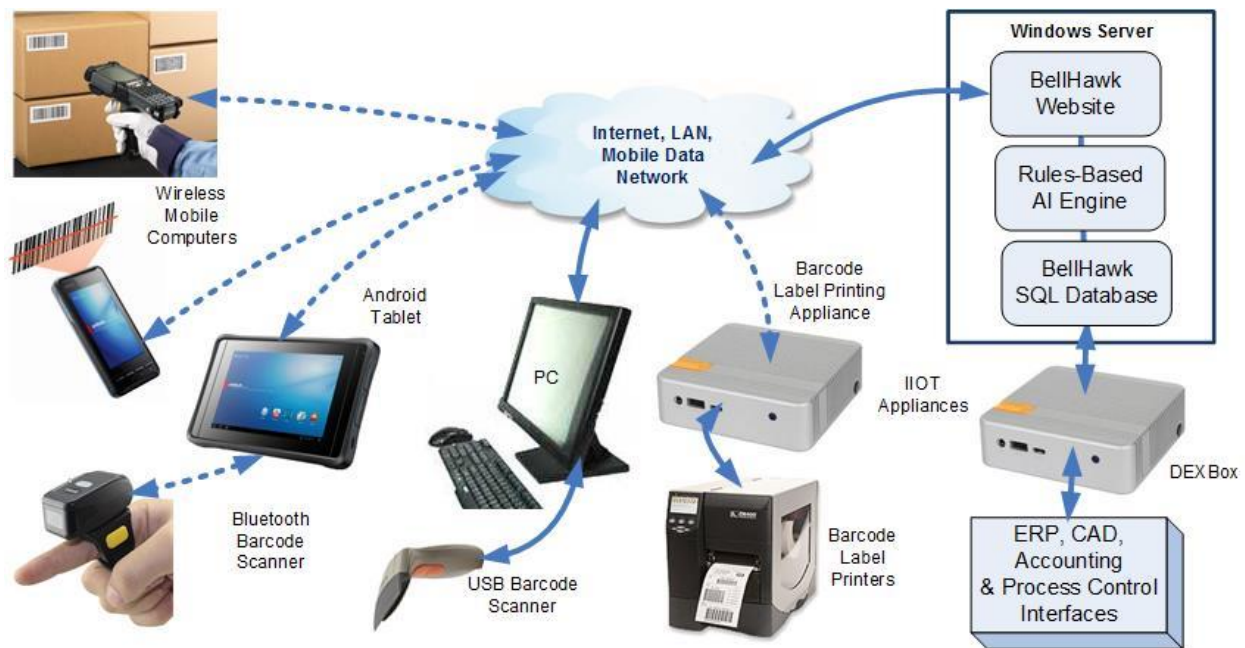 Windows Server
BellHawk
Website
Rules-Based
AI Engine
BellHawk
SQL Database
Internet, LAN,
Mobile Data
Network
Wireless
Mobile
Computers
Android
Tablet
PC
Barcode
Label Printing
Appliance
IIOT
Appliances
DEXBox
Bluetooth
Barcode
Scanner
USB Barcode
Scanner
Barcode
Label
Printers
ERP, CAD,
Accounting
& Process Control
Interfaces